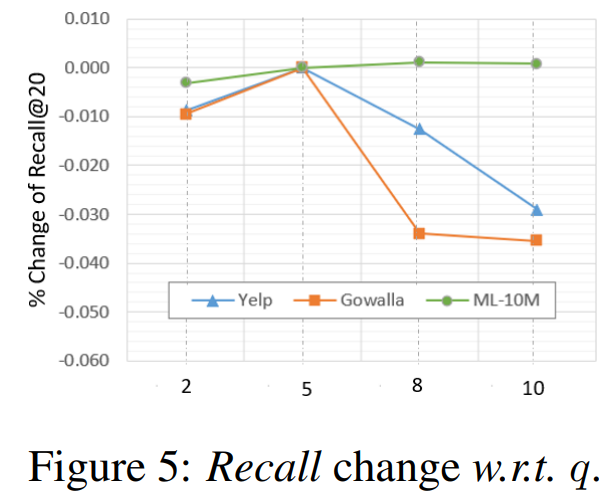 0.010
0.000
-0.010
-0.020
-0.030
-0.040
-0.050
-0.060
% Change of Recall@20
Yelp Gowalla ML-10M
2 5 8 10
Figure 5: Recall change w.r.t. q.